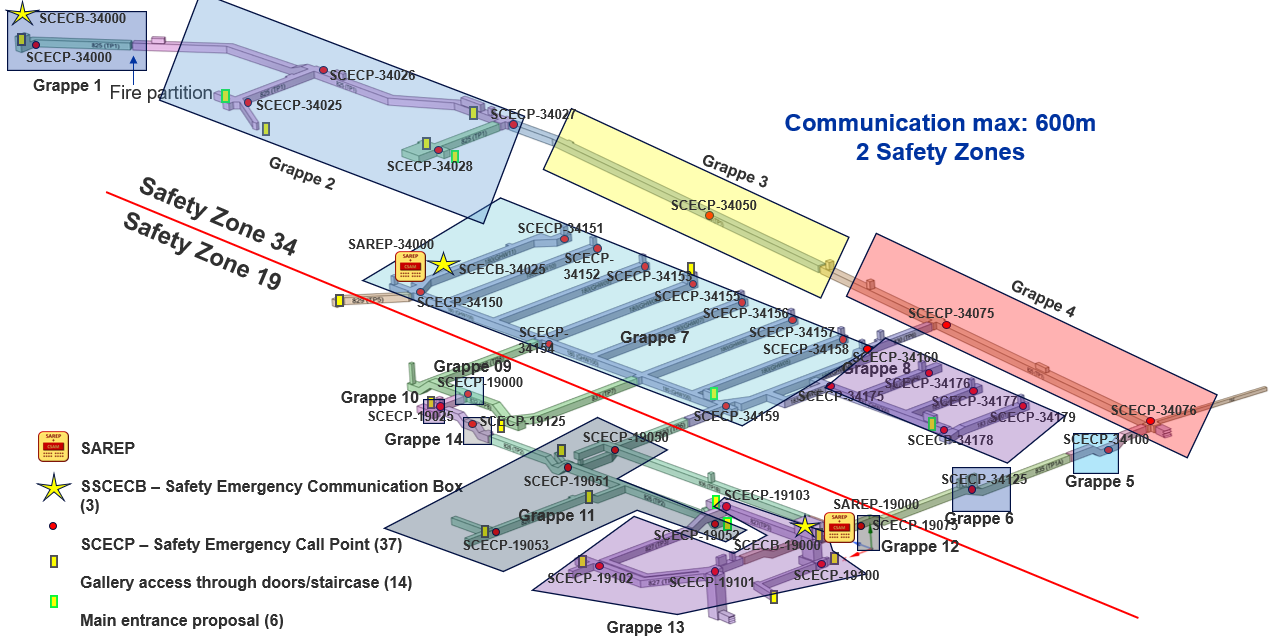 SCECB-34000
825 (TP1)
SCECP-34000
Grappe 1
Fire partition
SCECP-34026
SCECP-34025
SCECP-34027
825 (TP1)
SCECP-34028
Grappe 2
Communication max: 600m
2 Safety Zones
Grappe 3
SCECP-34050
Safety Zone 34
Safety Zone 19
SAREP-34000
SCECP-34151
SCECP-
34152
SCECB-34025
SCECP-34153
SCECP-34150
829 (TP5)
SCECP-34155
SCECP-34156
SCECP-34157
SCECP-
34154
Grappe 7
SCECP-34158
Grappe 4
SCECP-34075
SCECP-34160
Grappe 8
SCECP-34176
SCECP-34175
SCECP-34177
SCECP-34179
SCECP-34159
SCECP-34178
SCECP-34076
SCECP-34100
Grappe 5
Grappe 09
SCECP-19000
Grappe 10
SCECP-19025
SCECP-19125
Grappe 14
SCECP-19050
SCECP-19051
SCECP-34125
Grappe 6
SCECP-19103
SAREP-19000
Grappe 11
SCECP-19052
SCECP-19053
SCECB-19000
SCECP-19075
Grappe 12
SCECP-19102
SCECP-19101
SCECP-19100
Grappe 13
SAREP
SSCECB – Safety Emergency Communication Box
(3)
SCECP – Safety Emergency Call Point (37)
Gallery access through doors/staircase (14)
Main entrance proposal (6)